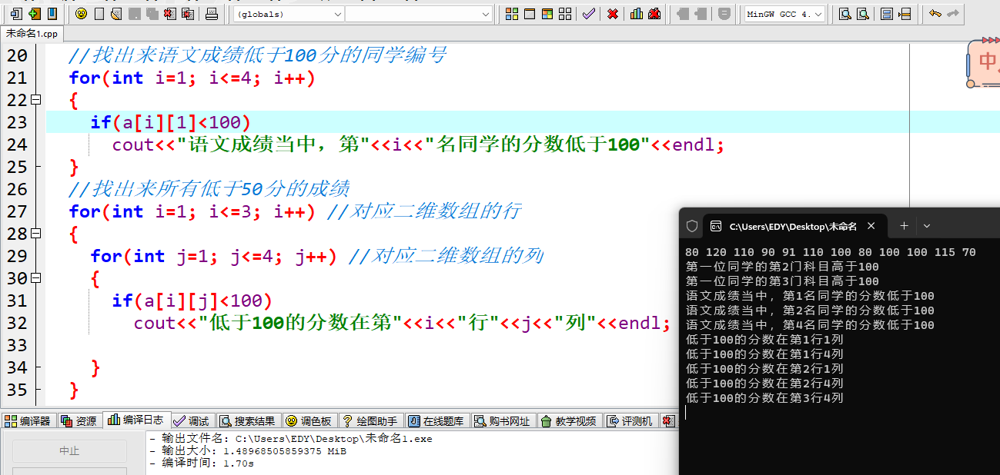 (globals)
MinGW GCC 4.
未命名1.cpp
中
20 //找出来语文成绩低于100分的同学编号
21 for(int i=1; i<=4; i++)
22 {
23 if(a[i][1]<100)
24 cout<<"语文成绩当中，第"<<i<<"名同学的分数低于100"<<endl;
25 }
26 //找出来所有低于50分的成绩
27 for(int i=1; i<=3; i++) //对应二维数组的行
28 {
29 for(int j=1; j<=4; j++) //对应二维数组的列
30 {
31 if(a[i][j]<100)
32 cout<<"低于100的分数在第"<<i<<"行"<<j<<"列"<<endl;
33
34 }
35 }
C:\Users\EDY\Desktop\未命名
80 120 110 90 91 110 100 80 100 100 115 70
第一位同学的第2门科目高于100
第一位同学的第3门科目高于100
语文成绩当中，第1名同学的分数低于100
语文成绩当中，第2名同学的分数低于100
语文成绩当中，第4名同学的分数低于100
低于100的分数在第1行1列
低于100的分数在第1行4列
低于100的分数在第2行1列
低于100的分数在第2行4列
低于100的分数在第3行4列
编译器 资源 编译日志 调试 搜索结果 调色板 绘图助手 在线题库 购书网址 教学视频 评测机
中止
- 输出文件名: C:\Users\EDY\Desktop\未命名1.exe
- 输出大小: 1.48968505859375 MiB
- 编译时间: 1.70s